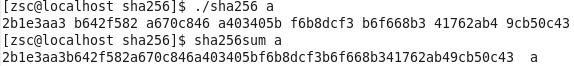 [zsc@localhost sha256]$ ./sha256 a
2b1e3aa3 b642f582 a670c846 a403405b f6b8dcf3 b6f668b3 41762ab4 9cb50c43
[zsc@localhost sha256]$ sha256sum a
2b1e3aa3b642f582a670c846a403405bf6b8dcf3b6f668b341762ab49cb50c43  a